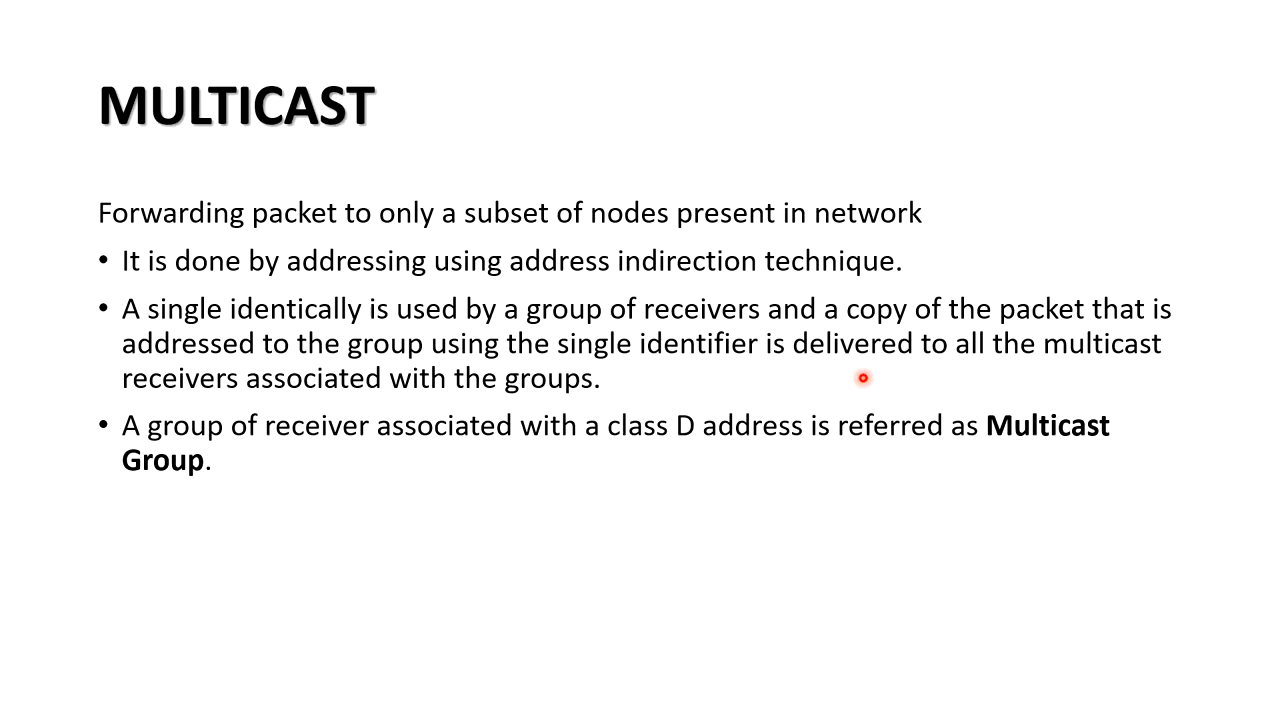 MULTICAST
Forwarding packet to only a subset of nodes present in network
• It is done by addressing using address indirection technique.
• A single identically is used by a group of receivers and a copy of the packet that is
addressed to the group using the single identifier is delivered to all the multicast
receivers associated with the groups.
• A group of receiver associated with a class D address is referred as Multicast
Group.